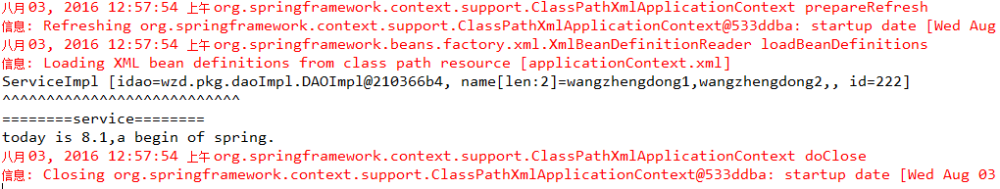 八月 03, 2016 12:57:54 上午 org.springframework.context.support.ClassPathXmlApplicationContext prepareRefresh
信息: Refreshing org.springframework.context.support.ClassPathXmlApplicationContext@533ddba: startup date [Wed Aug
八月 03, 2016 12:57:54 上午 org.springframework.beans.factory.xml.XmlBeanDefinitionReader loadBeanDefinitions
信息: Loading XML bean definitions from class path resource [applicationContext.xml]
ServiceImpl [idao=wzd.pkg.daoImpl.DAOImpl@210366b4, name[len:2]=wangzhengdong1,wangzhengdong2,, id=222]
^^^^^^^^^^^^^^^^^^^^^^^^^^^
========service========
today is 8.1,a begin of spring.
八月 03, 2016 12:57:54 上午 org.springframework.context.support.ClassPathXmlApplicationContext doClose
信息: Closing org.springframework.context.support.ClassPathXmlApplicationContext@533ddba: startup date [Wed Aug 03